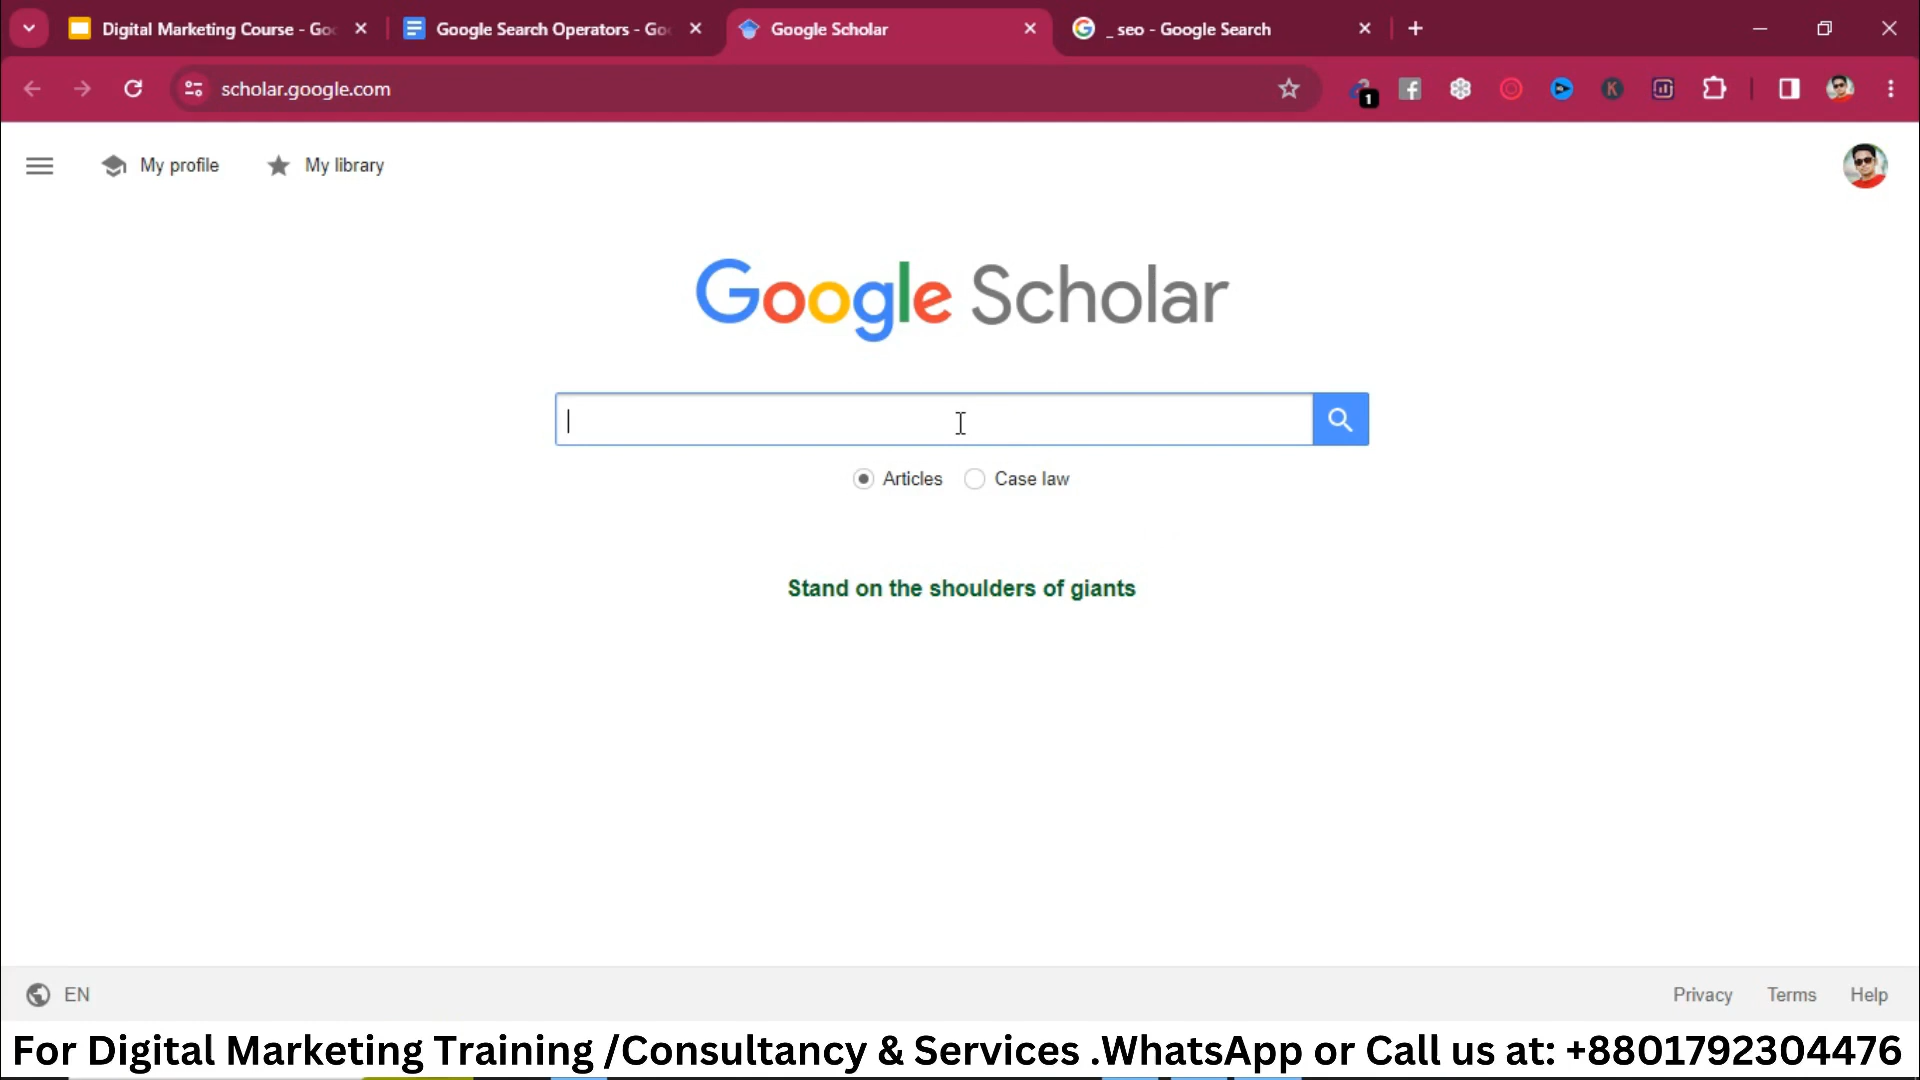 Digital Marketing Course - Goo
Google Search Operators - Goo
Google Scholar
_ seo - Google Search
scholar.google.com
1
K
My profile
My library
Google Scholar
Articles
Case law
Stand on the shoulders of giants
EN
Privacy
Terms
Help
For Digital Marketing Training /Consultancy & Services .WhatsApp or Call us at: +8801792304476